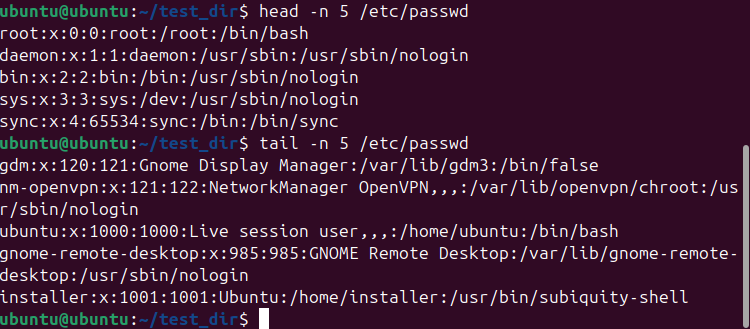 ubuntu@ubuntu:~/test_dir$ head -n 5 /etc/passwd
root:x:0:0:root:/root:/bin/bash
daemon:x:1:1:daemon:/usr/sbin:/usr/sbin/nologin
bin:x:2:2:bin:/bin:/usr/sbin/nologin
sys:x:3:3:sys:/dev:/usr/sbin/nologin
sync:x:4:65534:sync:/bin:/bin/sync
ubuntu@ubuntu:~/test_dir$ tail -n 5 /etc/passwd
gdm:x:120:121:Gnome Display Manager:/var/lib/gdm3:/bin/false
nm-openvpn:x:121:122:NetworkManager OpenVPN,,,:/var/lib/openvpn/chroot:/us
r/sbin/nologin
ubuntu:x:1000:1000:Live session user,,,:/home/ubuntu:/bin/bash
gnome-remote-desktop:x:985:985:GNOME Remote Desktop:/var/lib/gnome-remote-
desktop:/usr/sbin/nologin
installer:x:1001:1001:Ubuntu:/home/installer:/usr/bin/subiquity-shell
ubuntu@ubuntu:~/test_dir$